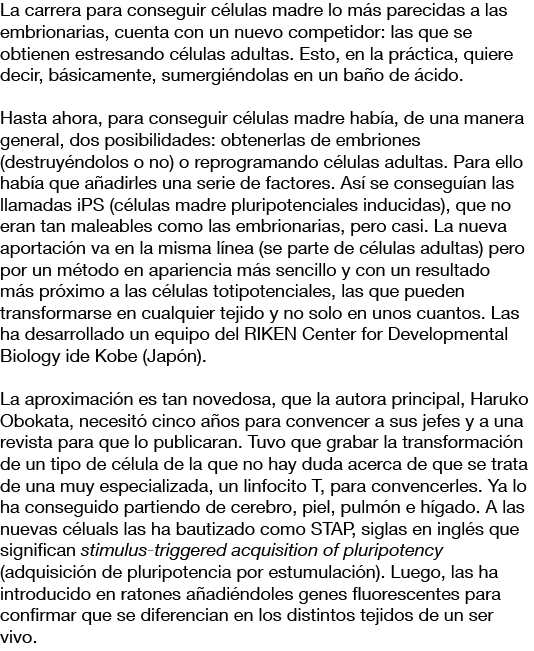 La carrera para conseguir células madre lo más parecidas a las
embrionarias, cuenta con un nuevo competidor: las que se
obtienen estresando células adultas. Esto, en la práctica, quiere
decir, básicamente, sumergiéndolas en un baño de ácido.

Hasta ahora, para conseguir células madre había, de una manera
general, dos posibilidades: obtenerlas de embriones
(destruyéndolos o no) o reprogramando células adultas. Para ello
había que añadirles una serie de factores. Así se conseguían las
llamadas iPS (células madre pluripotenciales inducidas), que no
eran tan maleables como las embrionarias, pero casi. La nueva
aportación va en la misma línea (se parte de células adultas) pero
por un método en apariencia más sencillo y con un resultado
más próximo a las células totipotenciales, las que pueden
transformarse en cualquier tejido y no solo en unos cuantos. Las
ha desarrollado un equipo del RIKEN Center for Developmental
Biology ide Kobe (Japón).

La aproximación es tan novedosa, que la autora principal, Haruko
Obokata, necesitó cinco años para convencer a sus jefes y a una
revista para que lo publicaran. Tuvo que grabar la transformación
de un tipo de célula de la que no hay duda acerca de que se trata
de una muy especializada, un linfocito T, para convencerles. Ya lo
ha conseguido partiendo de cerebro, piel, pulmón e hígado. A las
nuevas céluals las ha bautizado como STAP, siglas en inglés que
significan stimulus-triggered acquisition of pluripotency
(adquisición de pluripotencia por estumulación). Luego, las ha
introducido en ratones añadiéndoles genes fluorescentes para
confirmar que se diferencian en los distintos tejidos de un ser
vivo.